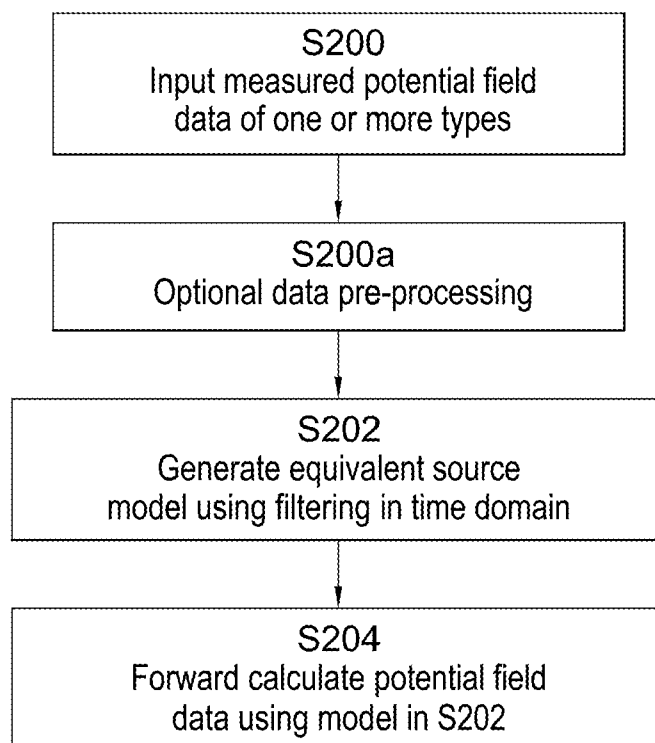 S200
Input measured potential field
data of one or more types
S200a
Optional data pre-processing
S202
Generate equivalent source
model using filtering in time domain
S204
Forward calculate potential field
data using model in S202